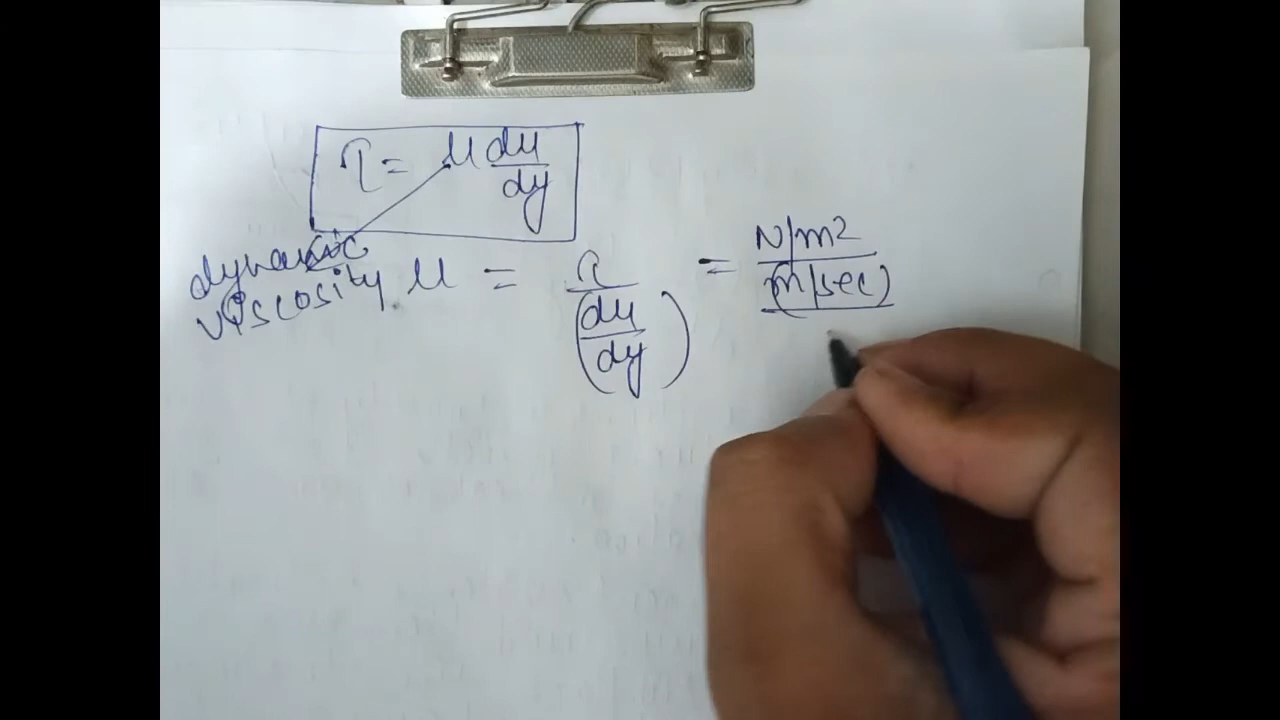 τ = μ du/dy
dynamic
viscosity μ = τ/(du/dy) = N/m²/(m/sec)